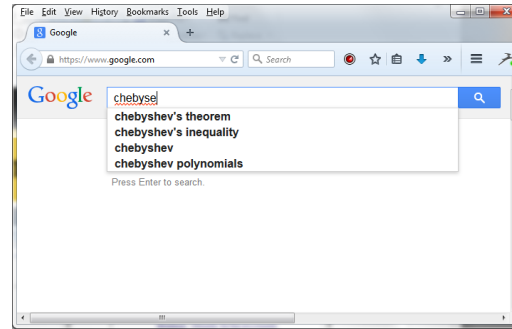 File Edit View History Bookmarks Tools Help
Google × +
https://www.google.com Search »
Google chebyse
chebyshev's theorem
chebyshev's inequality
chebyshev
chebyshev polynomials
Press Enter to search.